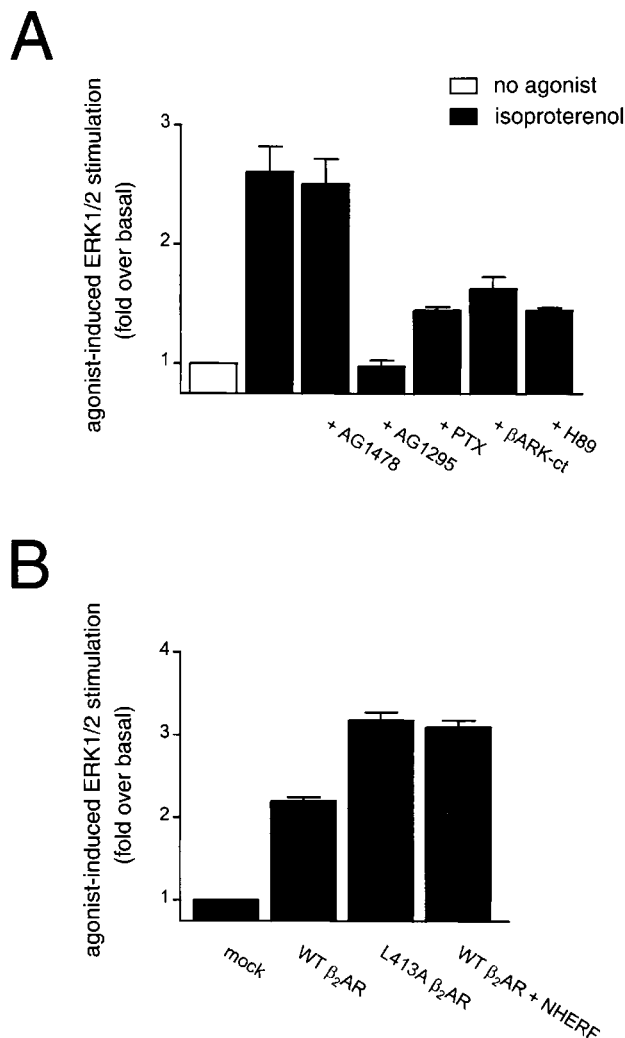 A
no agonist
isoproterenol
agonist-induced ERK1/2 stimulation
(fold over basal)
3
2
1
+ AG1478
+ AG1295
+ PTX
+ βARK-ct
+ H89
B
agonist-induced ERK1/2 stimulation
(fold over basal)
4
3
2
1
mock
WT β₂AR
L413A β₂AR
WT β₂AR + NHERF